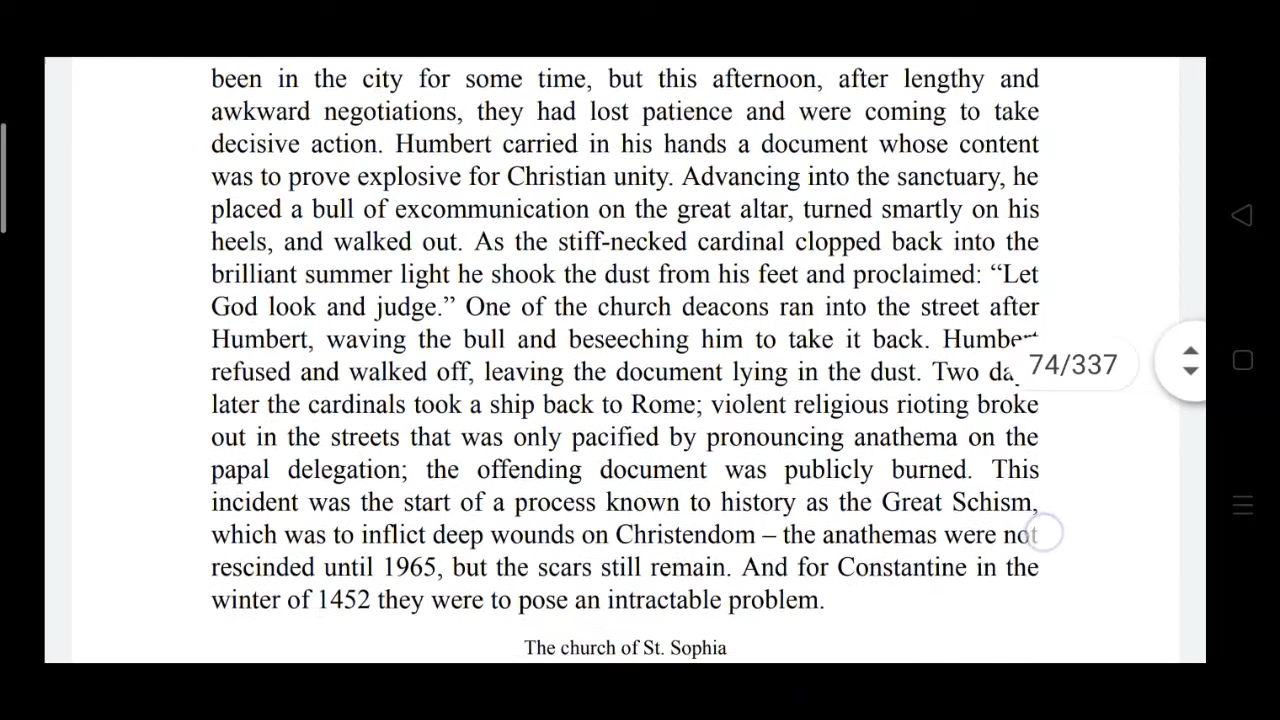 been in the city for some time, but this afternoon, after lengthy and
awkward negotiations, they had lost patience and were coming to take
decisive action. Humbert carried in his hands a document whose content
was to prove explosive for Christian unity. Advancing into the sanctuary, he
placed a bull of excommunication on the great altar, turned smartly on his
heels, and walked out. As the stiff-necked cardinal clopped back into the
brilliant summer light he shook the dust from his feet and proclaimed: “Let
God look and judge.” One of the church deacons ran into the street after
Humbert, waving the bull and beseeching him to take it back. Humbert
refused and walked off, leaving the document lying in the dust. Two
74/337
later the cardinals took a ship back to Rome; violent religious rioting broke
out in the streets that was only pacified by pronouncing anathema on the
papal delegation; the offending document was publicly burned. This
incident was the start of a process known to history as the Great Schism,
which was to inflict deep wounds on Christendom – the anathemas were not
rescinded until 1965, but the scars still remain. And for Constantine in the
winter of 1452 they were to pose an intractable problem.
The church of St. Sophia